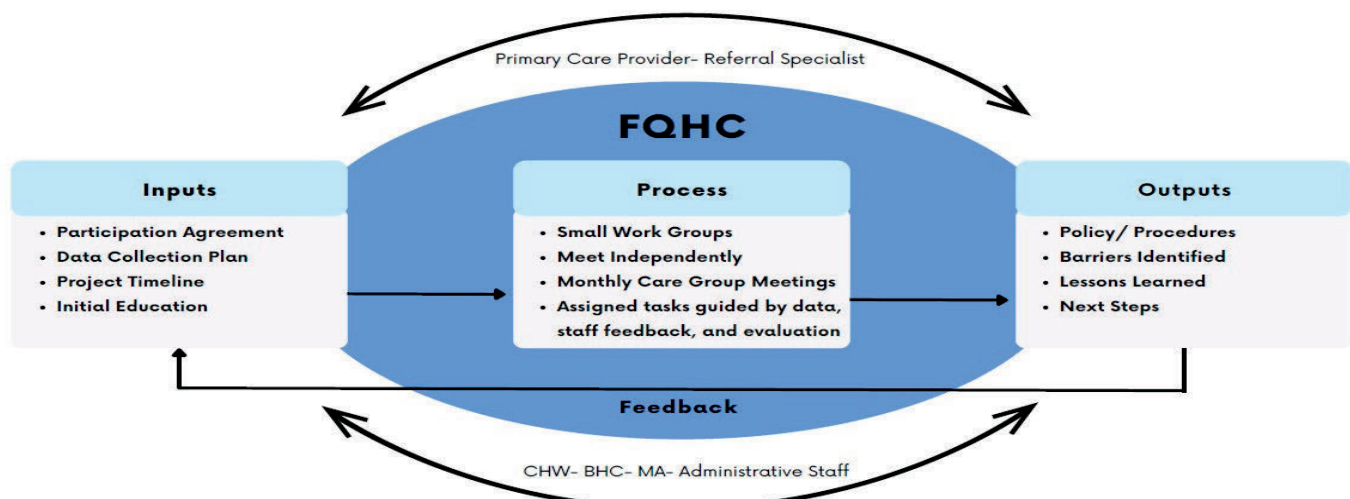 Primary Care Provider- Referral Specialist
FQHC
Inputs
• Participation Agreement
• Data Collection Plan
• Project Timeline
• Initial Education
Process
• Small Work Groups
• Meet Independently
• Monthly Care Group Meetings
• Assigned tasks guided by data,
staff feedback, and evaluation
Outputs
• Policy/ Procedures
• Barriers Identified
• Lessons Learned
• Next Steps
Feedback
CHW- BHC- MA- Administrative Staff